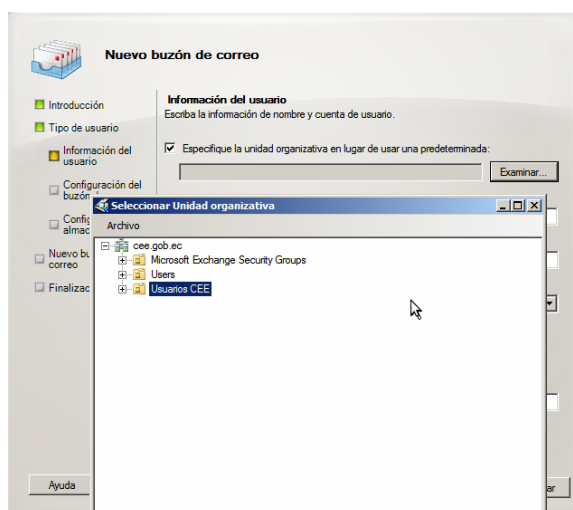 Nuevo buzón de correo
Introducción
Tipo de usuario
Información del
usuario
Configuración del
buzón
Nuevo
correo
Ayuda
Información del usuario
Escriba la información de nombre y cuenta de usuario.
Especifique la unidad organizativa en lugar de usar una predeterminada:
Examinar...
Seleccionar Unidad organizativa
Archivo
cee.gob.ec
Microsoft Exchange Security Groups
Users
Usuarios CEE